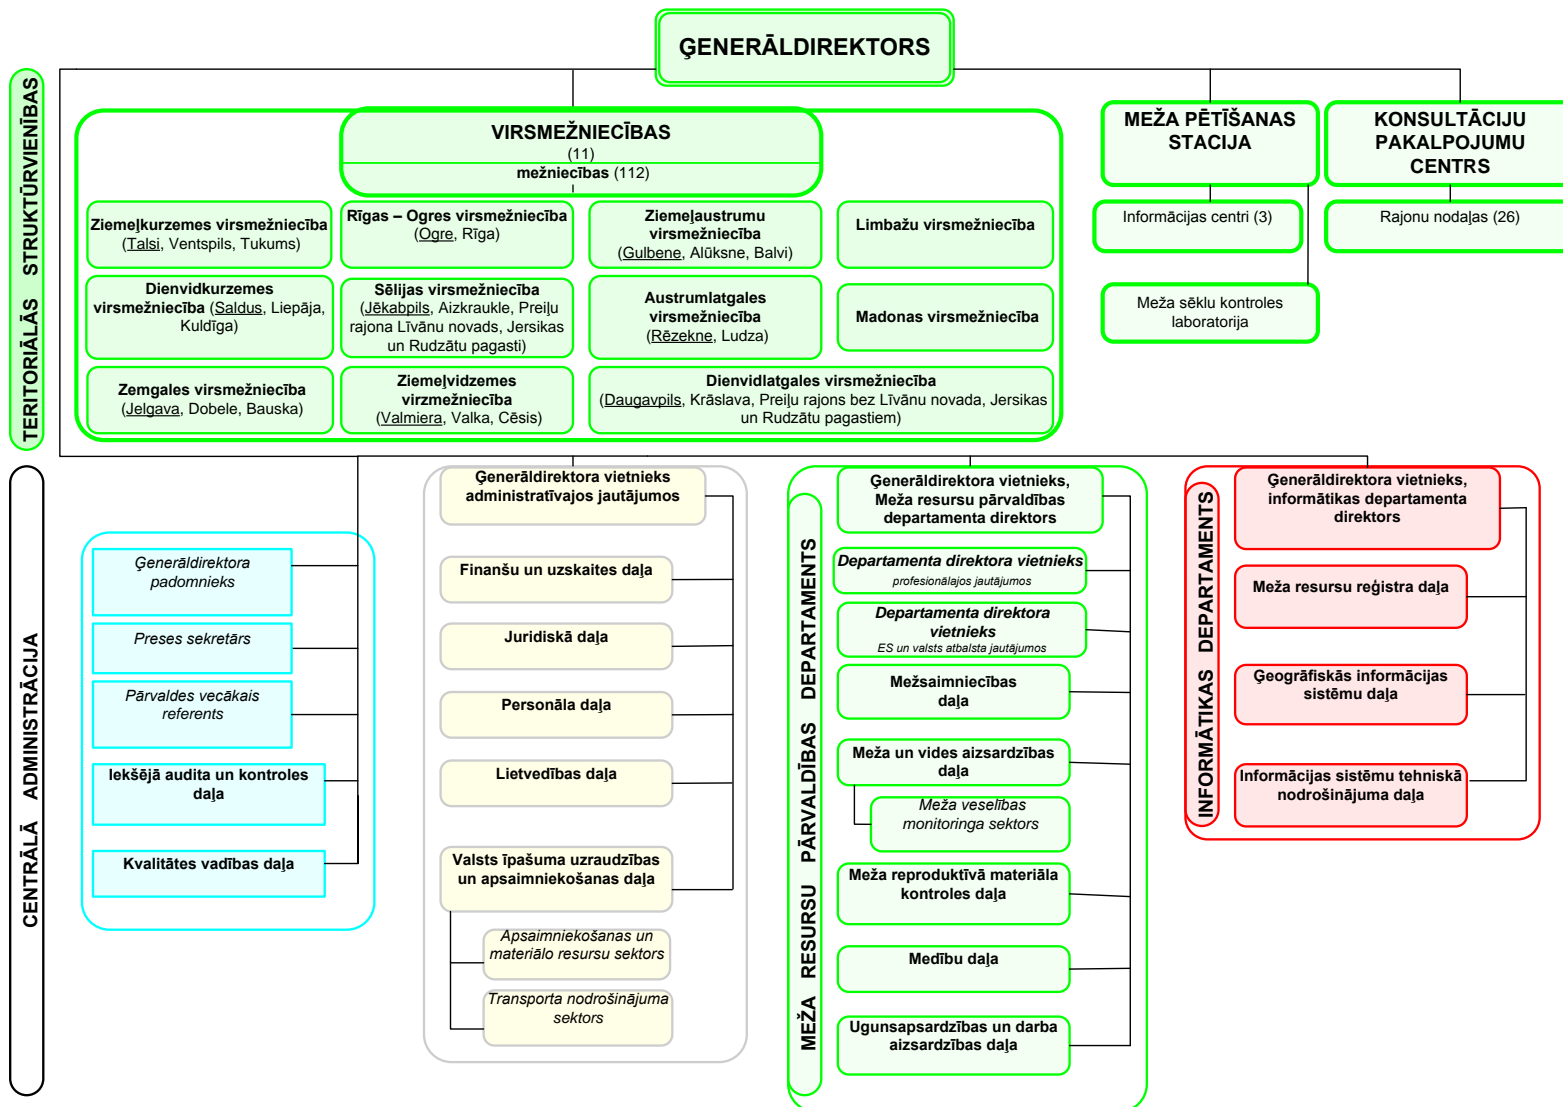 ĢENERĀLDIREKTORS
TERITORIĀLĀS STRUKTŪRVIENĪBAS
VIRSMEŽNIECĪBAS
(11)
mežniecības (112)
MEŽA PĒTĪŠANAS
STACIJA
KONSULTĀCIJU
PAKALPOJUMU
CENTRS
Informācijas centri (3)
Rajonu nodaļas (26)
Meža sēklu kontroles
laboratorija
Ziemeļkurzemes virsmežniecība
(Talsi, Ventspils, Tukums)
Rīgas – Ogres virsmežniecība
(Ogre, Rīga)
Ziemeļaustrumu
virsmežniecība
(Gulbene, Alūksne, Balvi)
Limbažu virsmežniecība
Dienvidkurzemes
virsmežniecība (Saldus, Liepāja,
Kuldīga)
Sēlijas virsmežniecība
(Jēkabpils, Aizkraukle, Preiļu
rajona Līvānu novads, Jersikas
un Rudzātu pagasti)
Austrumlatgales
virsmežniecība
(Rēzekne, Ludza)
Madonas virsmežniecība
Zemgales virsmežniecība
(Jelgava, Dobele, Bauska)
Ziemeļvidzemes
virzmežniecība
(Valmiera, Valka, Cēsis)
Dienvidlatgales virsmežniecība
(Daugavpils, Krāslava, Preiļu rajons bez Līvānu novada, Jersikas
un Rudzātu pagastiem)
CENTRĀLĀ ADMINISTRĀCIJA
Ģenerāldirektora
padomnieks
Preses sekretārs
Pārvaldes vecākais
referents
Iekšējā audita un kontroles
daļa
Kvalitātes vadības daļa
Ģenerāldirektora vietnieks
administratīvajos jautājumos
Finanšu un uzskaites daļa
Juridiskā daļa
Personāla daļa
Lietvedības daļa
Valsts īpašuma uzraudzības
un apsaimniekošanas daļa
Apsaimniekošanas un
materiālo resursu sektors
Transporta nodrošinājuma
sektors
MEŽA RESURSU PĀRVALDĪBAS DEPARTAMENTS
Ģenerāldirektora vietnieks,
Meža resursu pārvaldības
departamenta direktors
Departamenta direktora vietnieks
profesionālajos jautājumos
Departamenta direktora
vietnieks
ES un valsts atbalsta jautājumos
Mežsaimniecības
daļa
Meža un vides aizsardzības
daļa
Meža veselības
monitoringa sektors
Meža reproduktīvā materiāla
kontroles daļa
Medību daļa
Ugunsapsardzības un darba
aizsardzības daļa
INFORMĀTIKAS DEPARTAMENTS
Ģenerāldirektora vietnieks,
informātikas departamenta
direktors
Meža resursu reģistra daļa
Ģeogrāfiskās informācijas
sistēmu daļa
Informācijas sistēmu tehniskā
nodrošinājuma daļa